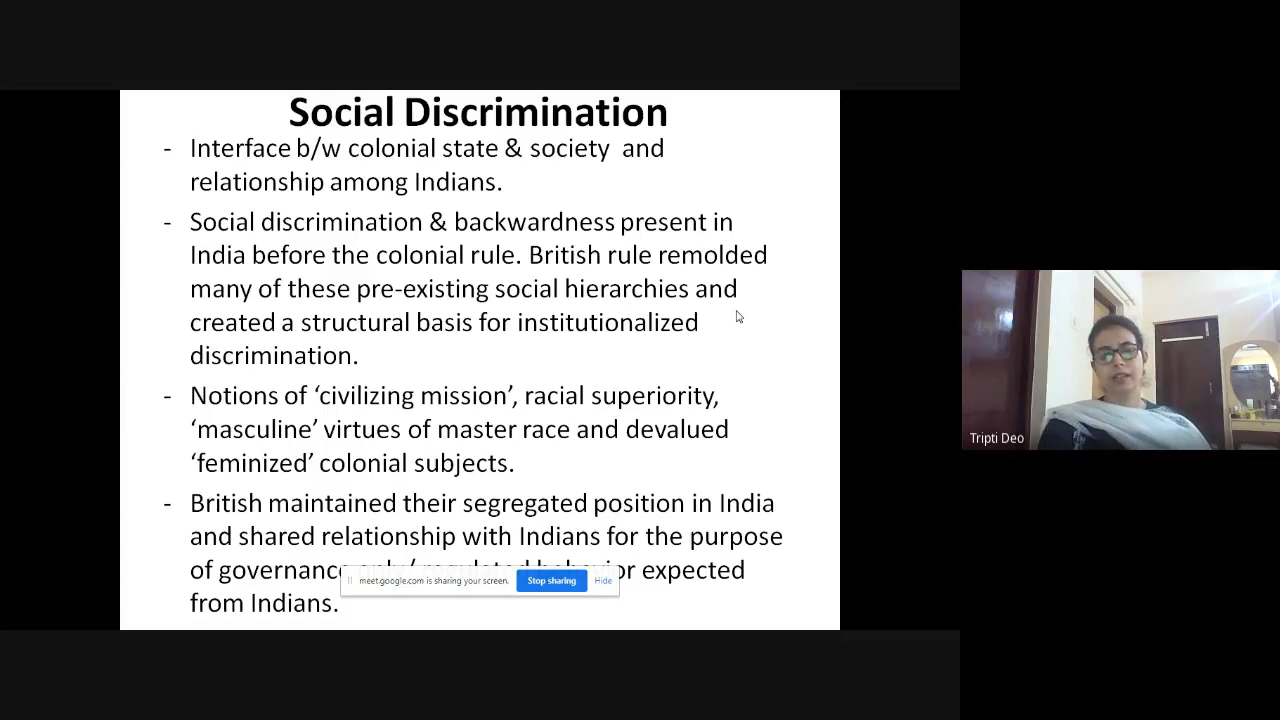 Social Discrimination
- Interface b/w colonial state & society and
relationship among Indians.
- Social discrimination & backwardness present in
India before the colonial rule. British rule remolded
many of these pre-existing social hierarchies and
created a structural basis for institutionalized
discrimination.
- Notions of ‘civilizing mission’, racial superiority,
‘masculine’ virtues of master race and devalued
‘feminized’ colonial subjects.
- British maintained their segregated position in India
and shared relationship with Indians for the purpose
of governance only/ regulated behavior expected
from Indians.
meet.google.com is sharing your screen. Stop sharing Hide
Tripti Deo